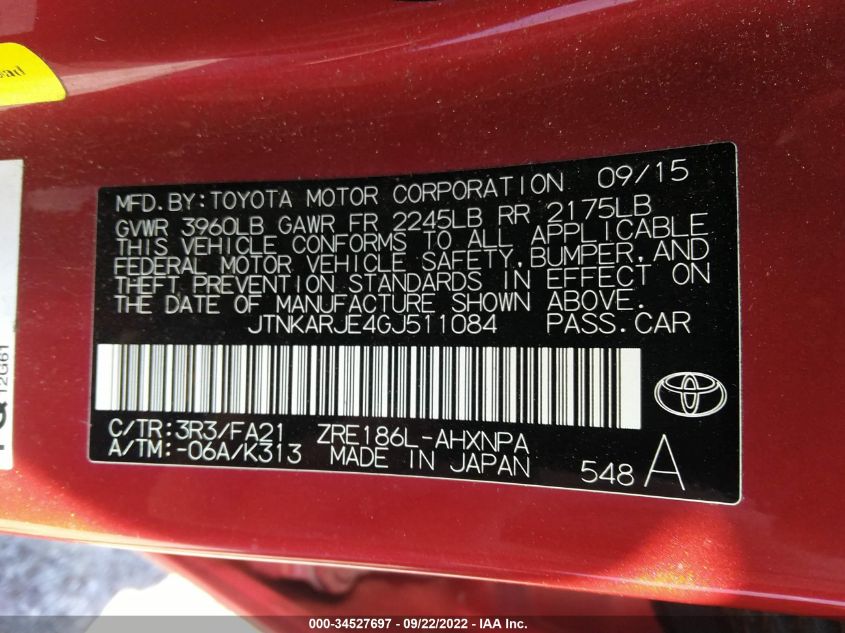 ead
12G61
MFD.BY:TOYOTA MOTOR CORPORATION 09/15
GVWR 3960LB GAWR FR 2245LB RR 2175LB
THIS VEHICLE CONFORMS TO ALL APPLICABLE
FEDERAL MOTOR VEHICLE SAFETY,BUMPER,AND
THEFT PREVENTION STANDARDS IN EFFECT ON
THE DATE OF MANUFACTURE SHOWN ABOVE.
JTNKARJE4GJ511084 PASS.CAR
C/TR:3R3/FA21 ZRE186L-AHXNPA
A/TM:-06A/K313 MADE IN JAPAN
548 A
000-34527697 - 09/22/2022 - IAA Inc.